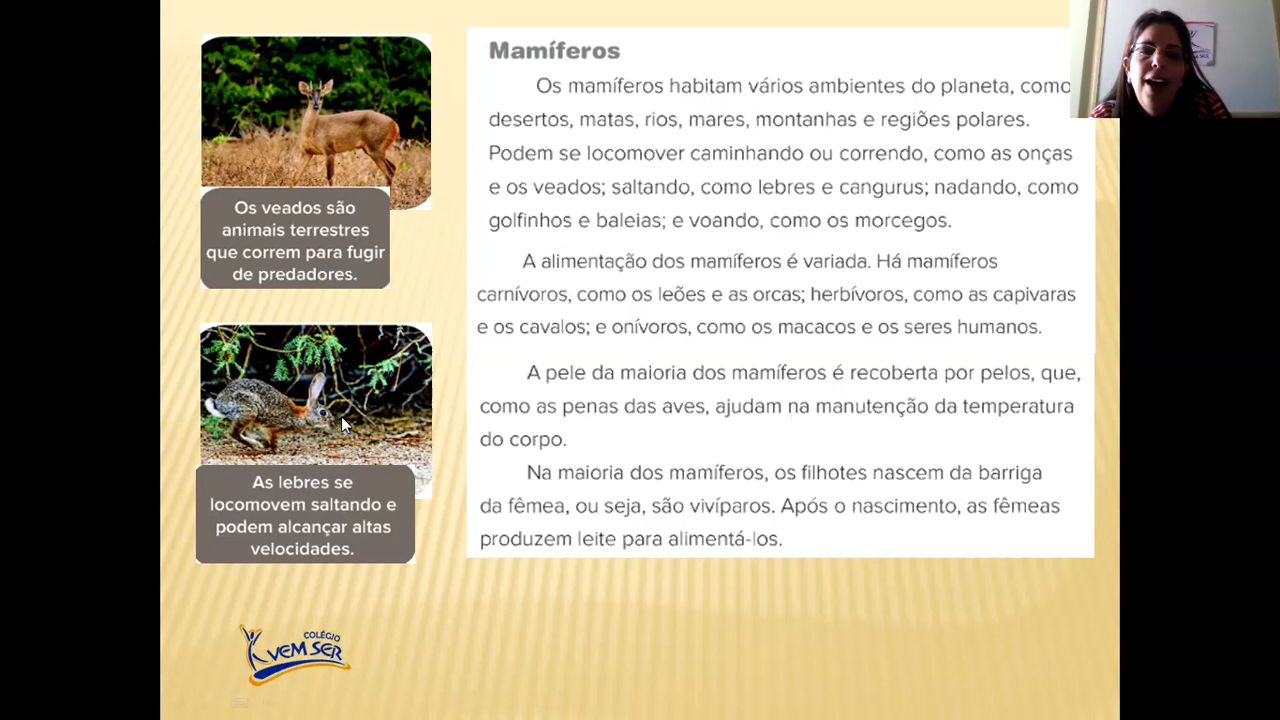 Mamíferos
Os mamíferos habitam vários ambientes do planeta, como
desertos, matas, rios, mares, montanhas e regiões polares.
Podem se locomover caminhando ou correndo, como as onças
e os veados; saltando, como lebres e cangurus; nadando, como
golfinhos e baleias; e voando, como os morcegos.
A alimentação dos mamíferos é variada. Há mamíferos
carnívoros, como os leões e as orcas; herbívoros, como as capivaras
e os cavalos; e onívoros, como os macacos e os seres humanos.
A pele da maioria dos mamíferos é recoberta por pelos, que,
como as penas das aves, ajudam na manutenção da temperatura
do corpo.
Na maioria dos mamíferos, os filhotes nascem da barriga
da fêmea, ou seja, são vivíparos. Após o nascimento, as fêmeas
produzem leite para alimentá-los.
Os veados são
animais terrestres
que correm para fugir
de predadores.
As lebres se
locomovem saltando e
podem alcançar altas
velocidades.
COLÉGIO
VEM SER